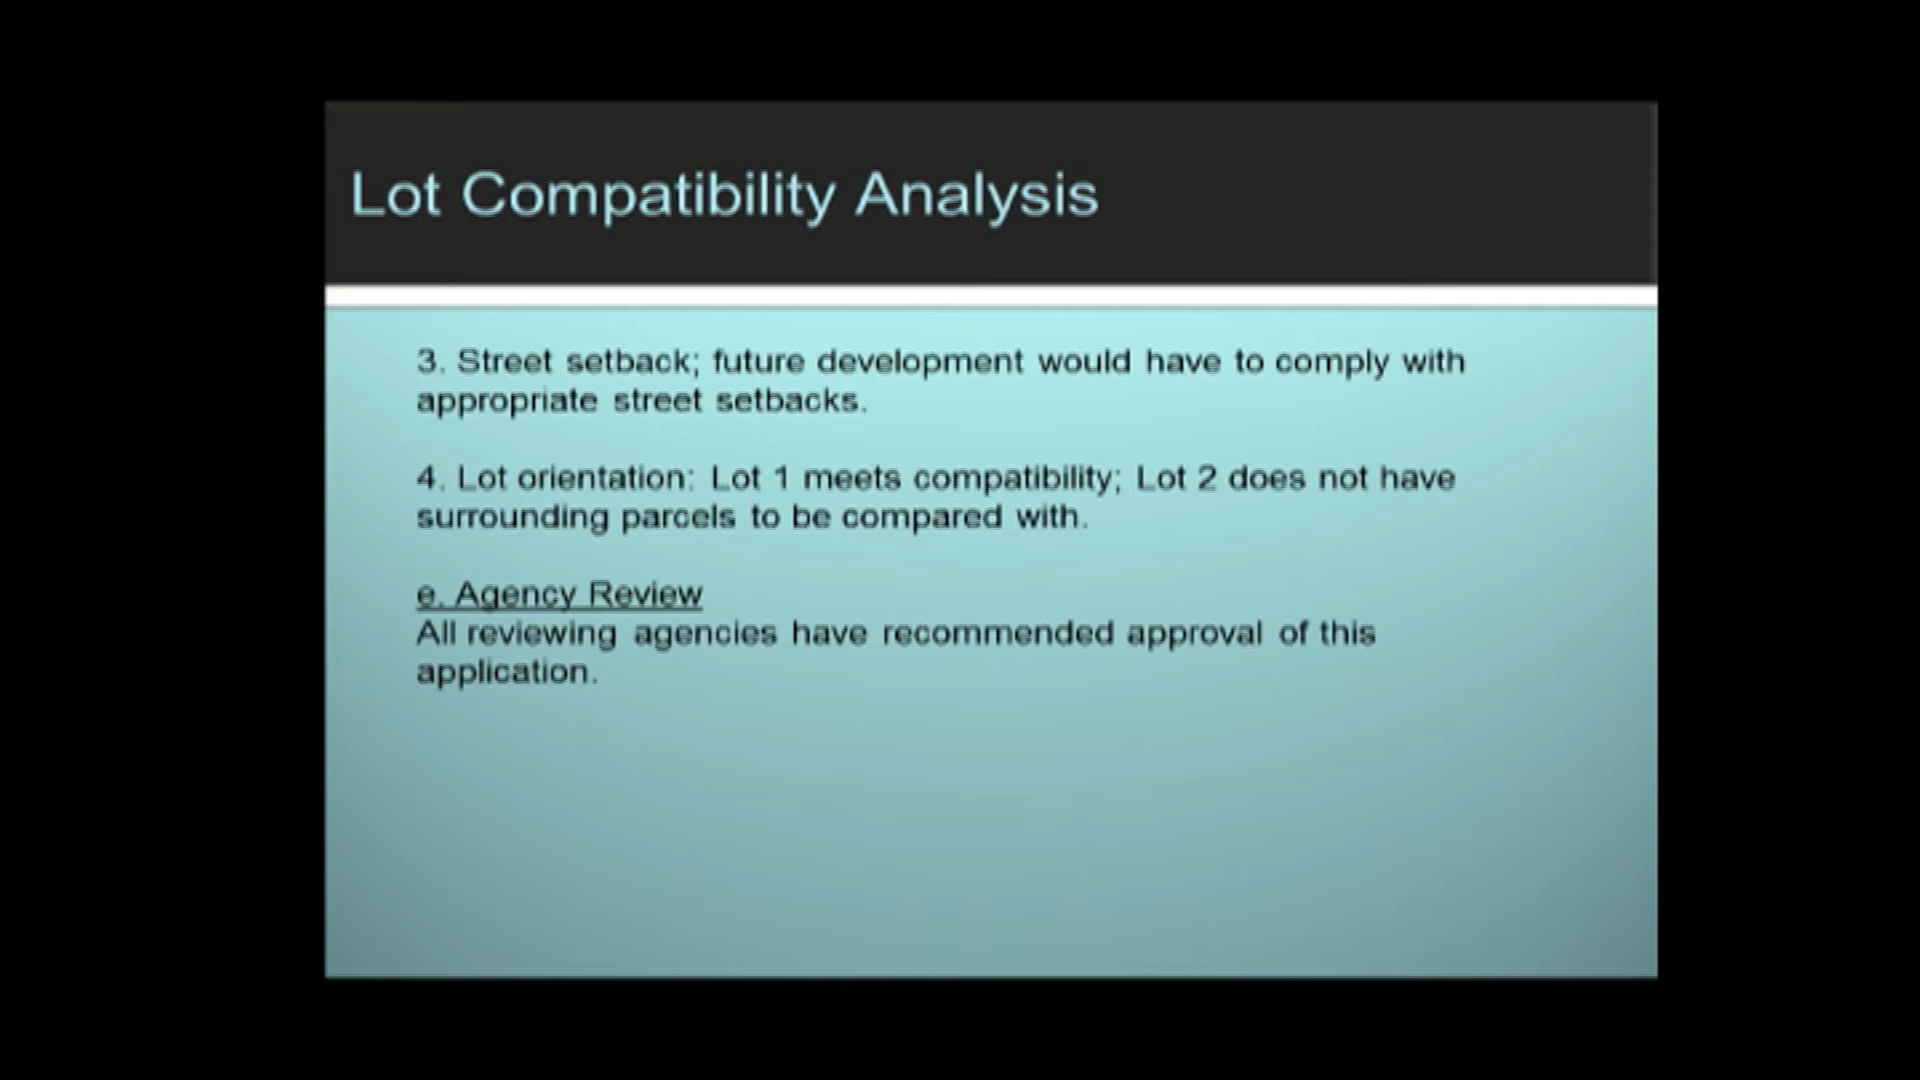 Lot Compatibility Analysis
3. Street setback; future development would have to comply with
appropriate street setbacks.
4. Lot orientation: Lot 1 meets compatibility; Lot 2 does not have
surrounding parcels to be compared with.
e. Agency Review
All reviewing agencies have recommended approval of this
application.